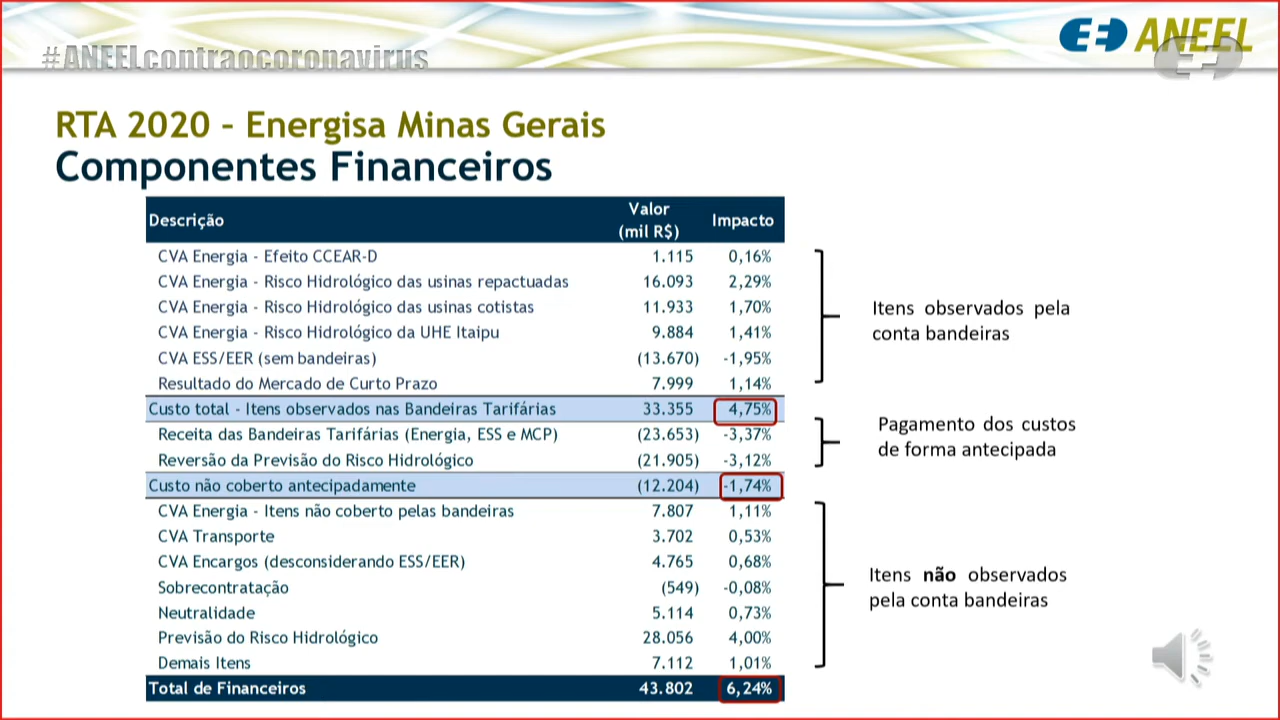 #ANEELcontraocoronavirus
ANEEL
RTA 2020 – Energisa Minas Gerais
Componentes Financeiros
Descrição Valor (mil R$) Impacto
CVA Energia - Efeito CCEAR-D 1.115 0,16%
CVA Energia - Risco Hidrológico das usinas repactuadas 16.093 2,29%
CVA Energia - Risco Hidrológico das usinas cotistas 11.933 1,70%
CVA Energia - Risco Hidrológico da UHE Itaipu 9.884 1,41%
CVA ESS/EER (sem bandeiras) (13.670) -1,95%
Resultado do Mercado de Curto Prazo 7.999 1,14%
Custo total - Itens observados nas Bandeiras Tarifárias 33.355 4,75%
Receita das Bandeiras Tarifárias (Energia, ESS e MCP) (23.653) -3,37%
Reversão da Previsão do Risco Hidrológico (21.905) -3,12%
Custo não coberto antecipadamente (12.204) -1,74%
CVA Energia - Itens não coberto pelas bandeiras 7.807 1,11%
CVA Transporte 3.702 0,53%
CVA Encargos (desconsiderando ESS/EER) 4.765 0,68%
Sobrecontratação (549) -0,08%
Neutralidade 5.114 0,73%
Previsão do Risco Hidrológico 28.056 4,00%
Demais Itens 7.112 1,01%
Total de Financeiros 43.802 6,24%
Itens observados pela
conta bandeiras
Pagamento dos custos
de forma antecipada
Itens não observados
pela conta bandeiras